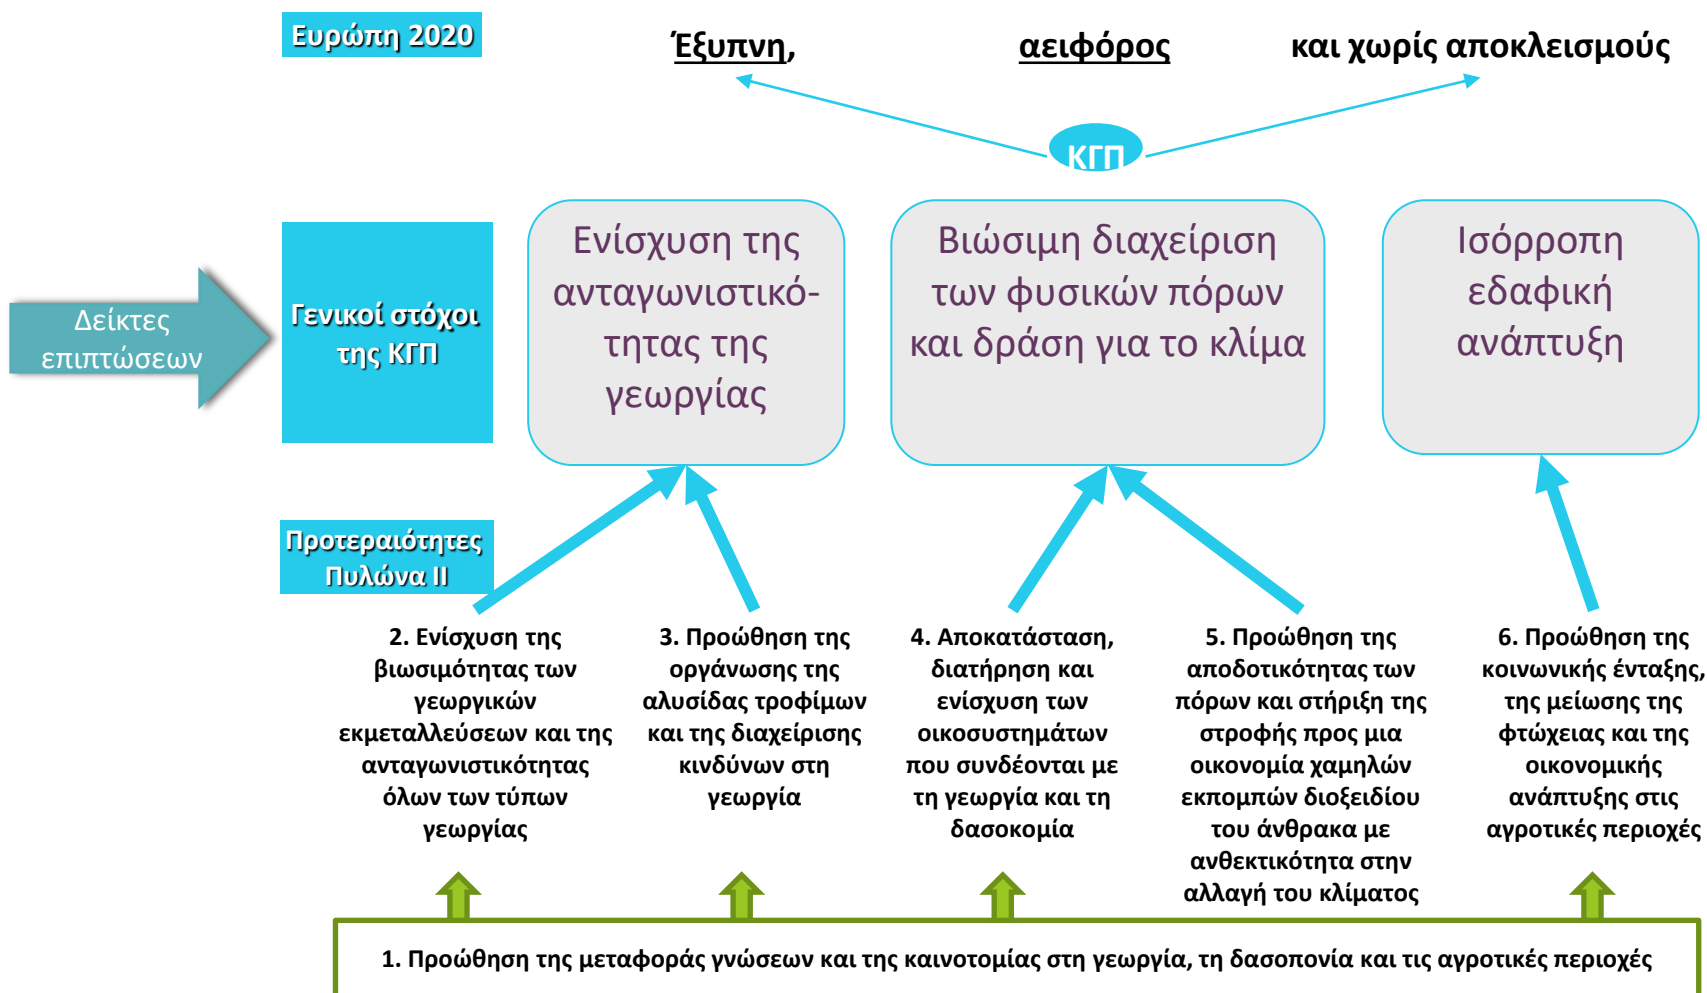 Ευρώπη 2020
Έξυπνη,
αειφόρος
και χωρίς αποκλεισμούς
ΚΓΠ
Δείκτες
επιπτώσεων
Γενικοί στόχοι
της ΚΓΠ
Ενίσχυση της
ανταγωνιστικό-
τητας της
γεωργίας
Βιώσιμη διαχείριση
των φυσικών πόρων
και δράση για το κλίμα
Ισόρροπη
εδαφική
ανάπτυξη
Προτεραιότητες
Πυλώνα ΙΙ
2. Ενίσχυση της
βιωσιμότητας των
γεωργικών
εκμεταλλεύσεων και της
ανταγωνιστικότητας
όλων των τύπων
γεωργίας
3. Προώθηση της
οργάνωσης της
αλυσίδας τροφίμων
και της διαχείρισης
κινδύνων στη
γεωργία
4. Αποκατάσταση,
διατήρηση και
ενίσχυση των
οικοσυστημάτων
που συνδέονται με
τη γεωργία και τη
δασοκομία
5. Προώθηση της
αποδοτικότητας των
πόρων και στήριξη της
στροφής προς μια
οικονομία χαμηλών
εκπομπών διοξειδίου
του άνθρακα με
ανθεκτικότητα στην
αλλαγή του κλίματος
6. Προώθηση της
κοινωνικής ένταξης,
της μείωσης της
φτώχειας και της
οικονομικής
ανάπτυξης στις
αγροτικές περιοχές
1. Προώθηση της μεταφοράς γνώσεων και της καινοτομίας στη γεωργία, τη δασοπονία και τις αγροτικές περιοχές